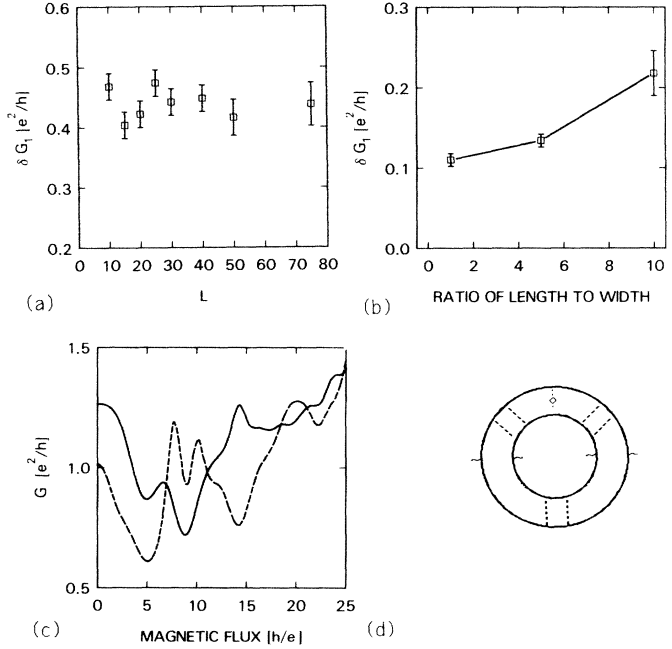 0.6
0.5
0.4
0.3
0.2
δ G₁ [e²/h]
0 10 20 30 40 50 60 70 80
L
(a)
0.3
0.2
0.1
0.0
δ G₁ [e²/h]
0 2 4 6 8 10
RATIO OF LENGTH TO WIDTH
(b)
1.5
1.0
0.5
G [e²/h]
0 5 10 15 20 25
MAGNETIC FLUX [h/e]
(c)
(d)